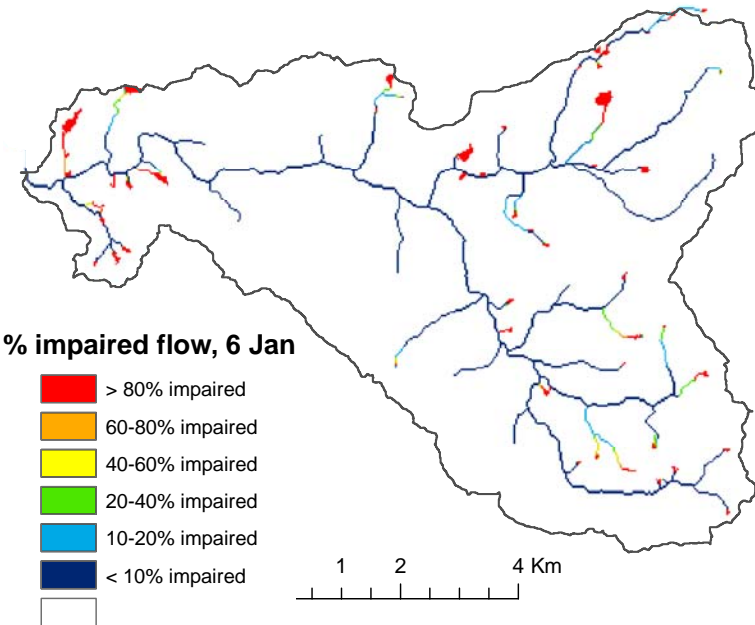 % impaired flow, 6 Jan
> 80% impaired
60-80% impaired
40-60% impaired
20-40% impaired
10-20% impaired
< 10% impaired
1 2 4 Km